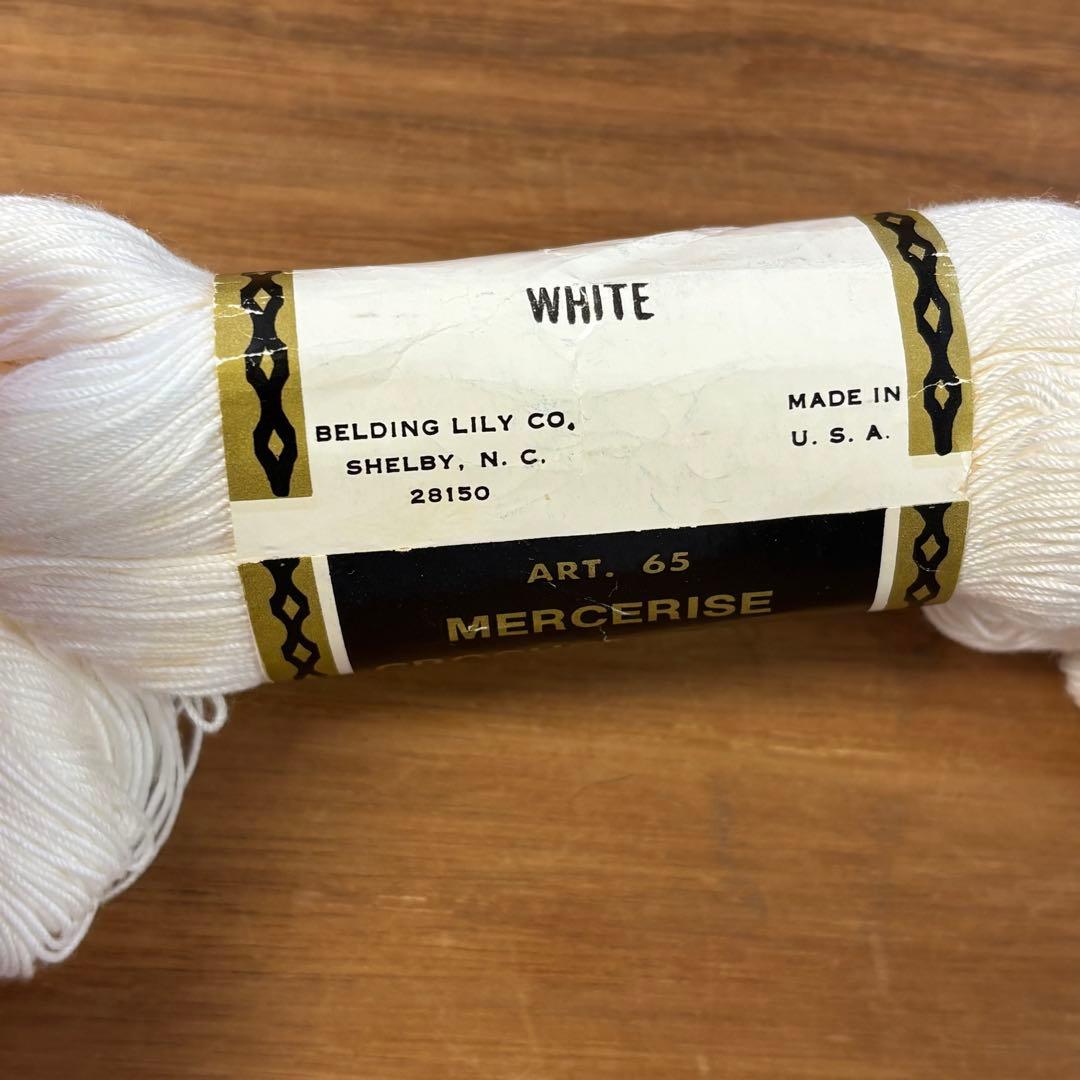 WHITE
BELDING LILY CO.
SHELBY, N. C.
28150
MADE IN
U. S. A.
ART. 65
MERCERISE